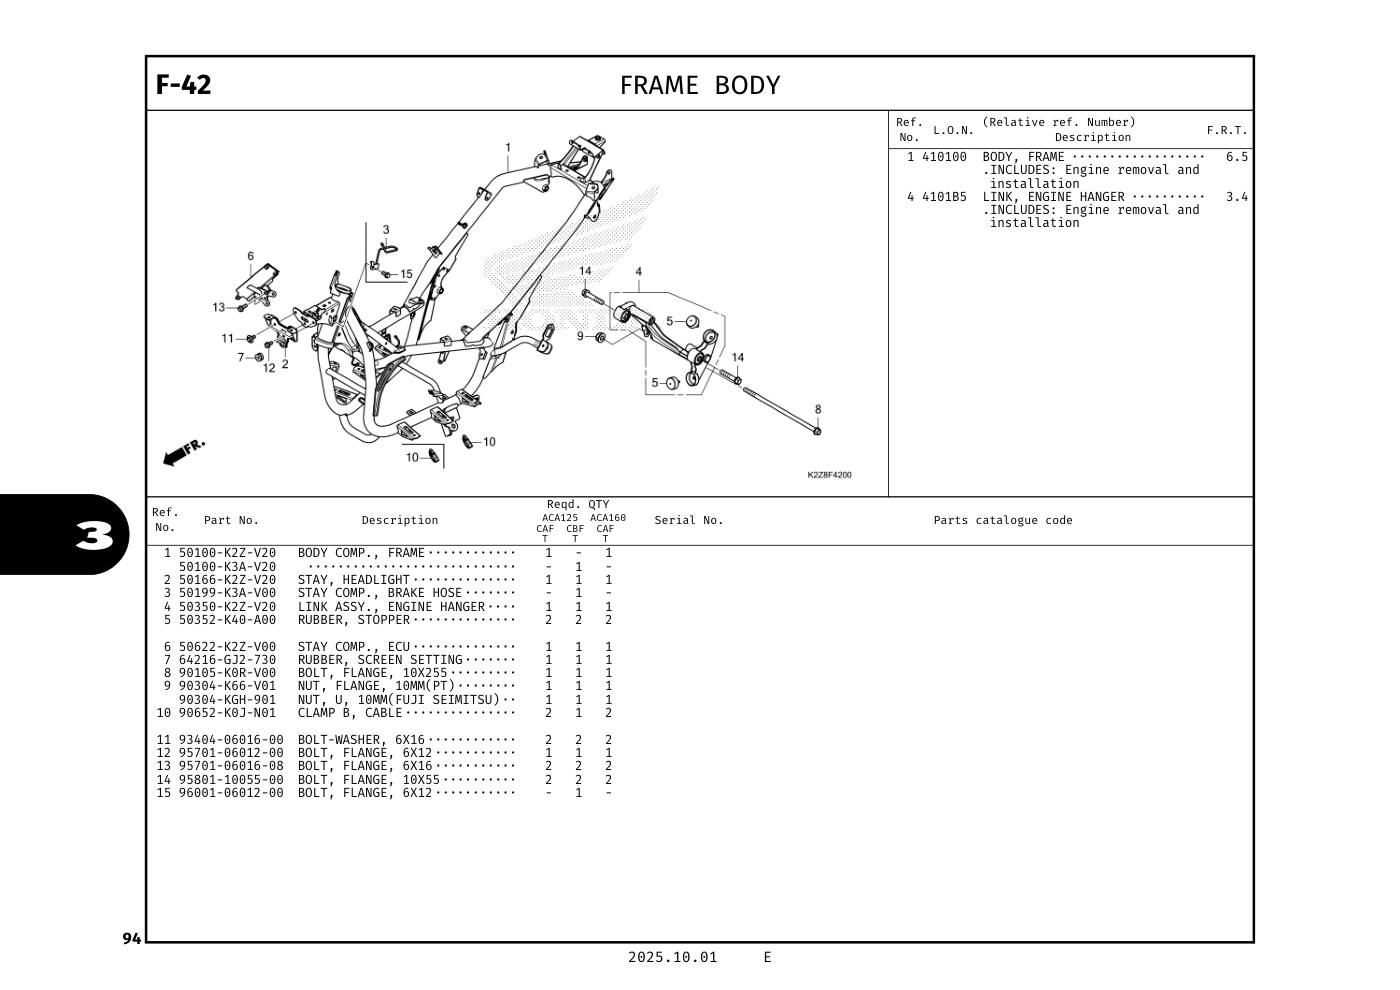 F-42 FRAME BODY
Ref. No. L.O.N. (Relative ref. Number) Description F.R.T.
1 410100 BODY, FRAME ·················· 6.5
.INCLUDES: Engine removal and
installation
4 4101B5 LINK, ENGINE HANGER ·········· 3.4
.INCLUDES: Engine removal and
installation
1
3
6
15
13
14
4
11
5
9
7
12
2
14
5
8
10
10
FR.
K2Z8F4200
3
Ref. No. Part No. Description Reqd. QTY Serial No. Parts catalogue code
ACA125 ACA160
CAF CBF CAF
T T T
1 50100-K2Z-V20 BODY COMP., FRAME············ 1 - 1
50100-K3A-V20 ···························· - 1 -
2 50166-K2Z-V20 STAY, HEADLIGHT·············· 1 1 1
3 50199-K3A-V00 STAY COMP., BRAKE HOSE······· - 1 -
4 50350-K2Z-V20 LINK ASSY., ENGINE HANGER···· 1 1 1
5 50352-K40-A00 RUBBER, STOPPER·············· 2 2 2
6 50622-K2Z-V00 STAY COMP., ECU·············· 1 1 1
7 64216-GJ2-730 RUBBER, SCREEN SETTING······· 1 1 1
8 90105-K0R-V00 BOLT, FLANGE, 10X255········· 1 1 1
9 90304-K66-V01 NUT, FLANGE, 10MM(PT)········ 1 1 1
90304-KGH-901 NUT, U, 10MM(FUJI SEIMITSU)·· 1 1 1
10 90652-K0J-N01 CLAMP B, CABLE··············· 2 1 2
11 93404-06016-00 BOLT-WASHER, 6X16············ 2 2 2
12 95701-06012-00 BOLT, FLANGE, 6X12··········· 1 1 1
13 95701-06016-08 BOLT, FLANGE, 6X16··········· 2 2 2
14 95801-10055-00 BOLT, FLANGE, 10X55·········· 2 2 2
15 96001-06012-00 BOLT, FLANGE, 6X12··········· - 1 -
94
2025.10.01 E